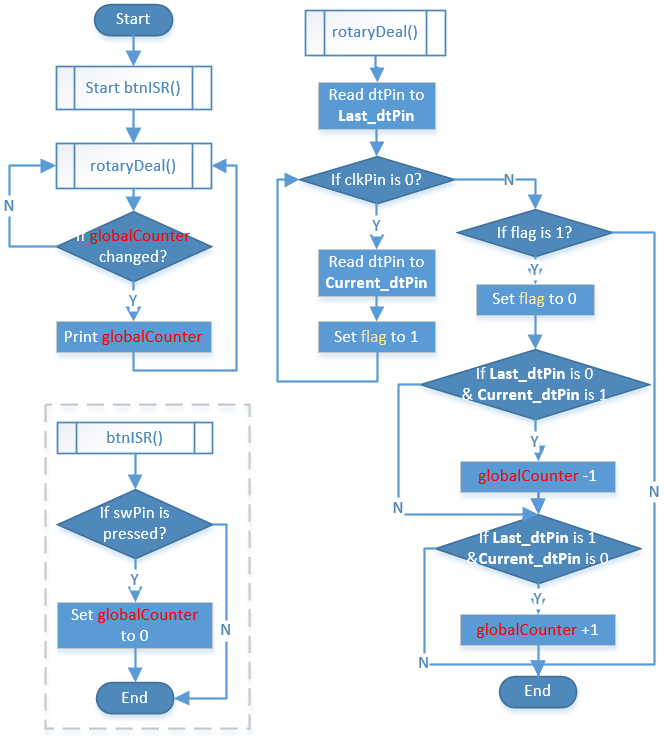 Start
Start btnISR()
rotaryDeal()
N
If globalCounter
changed?
Y
Print globalCounter
btnISR()
If swPin is
pressed?
Y
Set globalCounter
to 0
N
End
rotaryDeal()
Read dtPin to
Last_dtPin
If clkPin is 0?
N
Y
Read dtPin to
Current_dtPin
Set flag to 1
If flag is 1?
Y
Set flag to 0
If Last_dtPin is 0
& Current_dtPin is 1
Y
globalCounter -1
N
N
If Last_dtPin is 1
&Current_dtPin is 0
Y
globalCounter +1
N
End